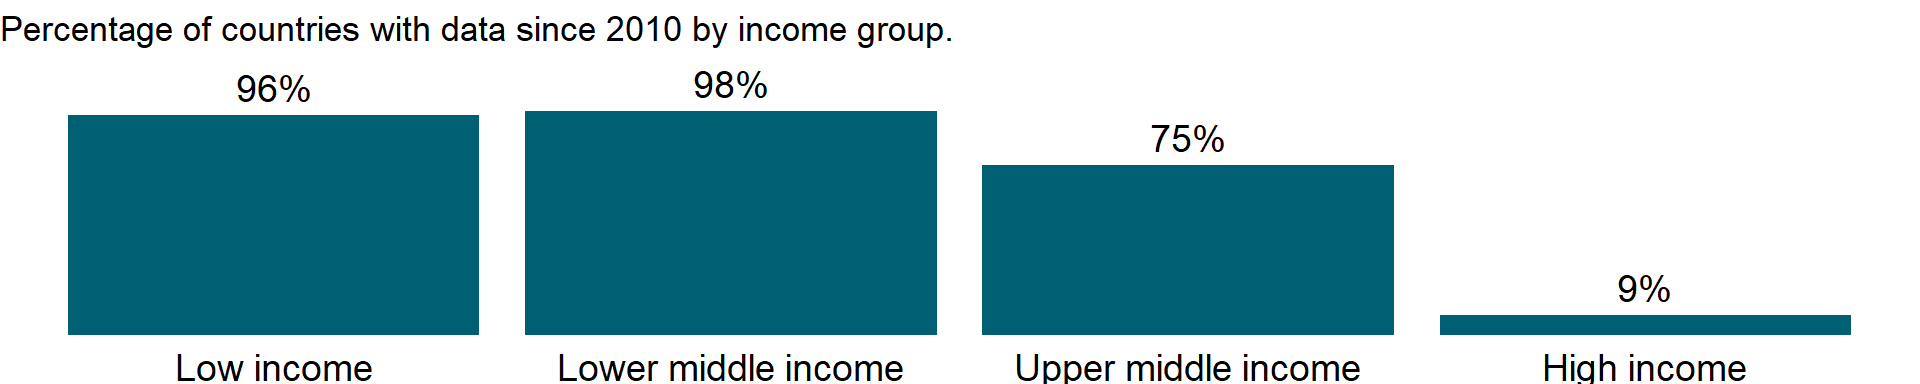 Percentage of countries with data since 2010 by income group.
96%
98%
75%
9%
Low income
Lower middle income
Upper middle income
High income